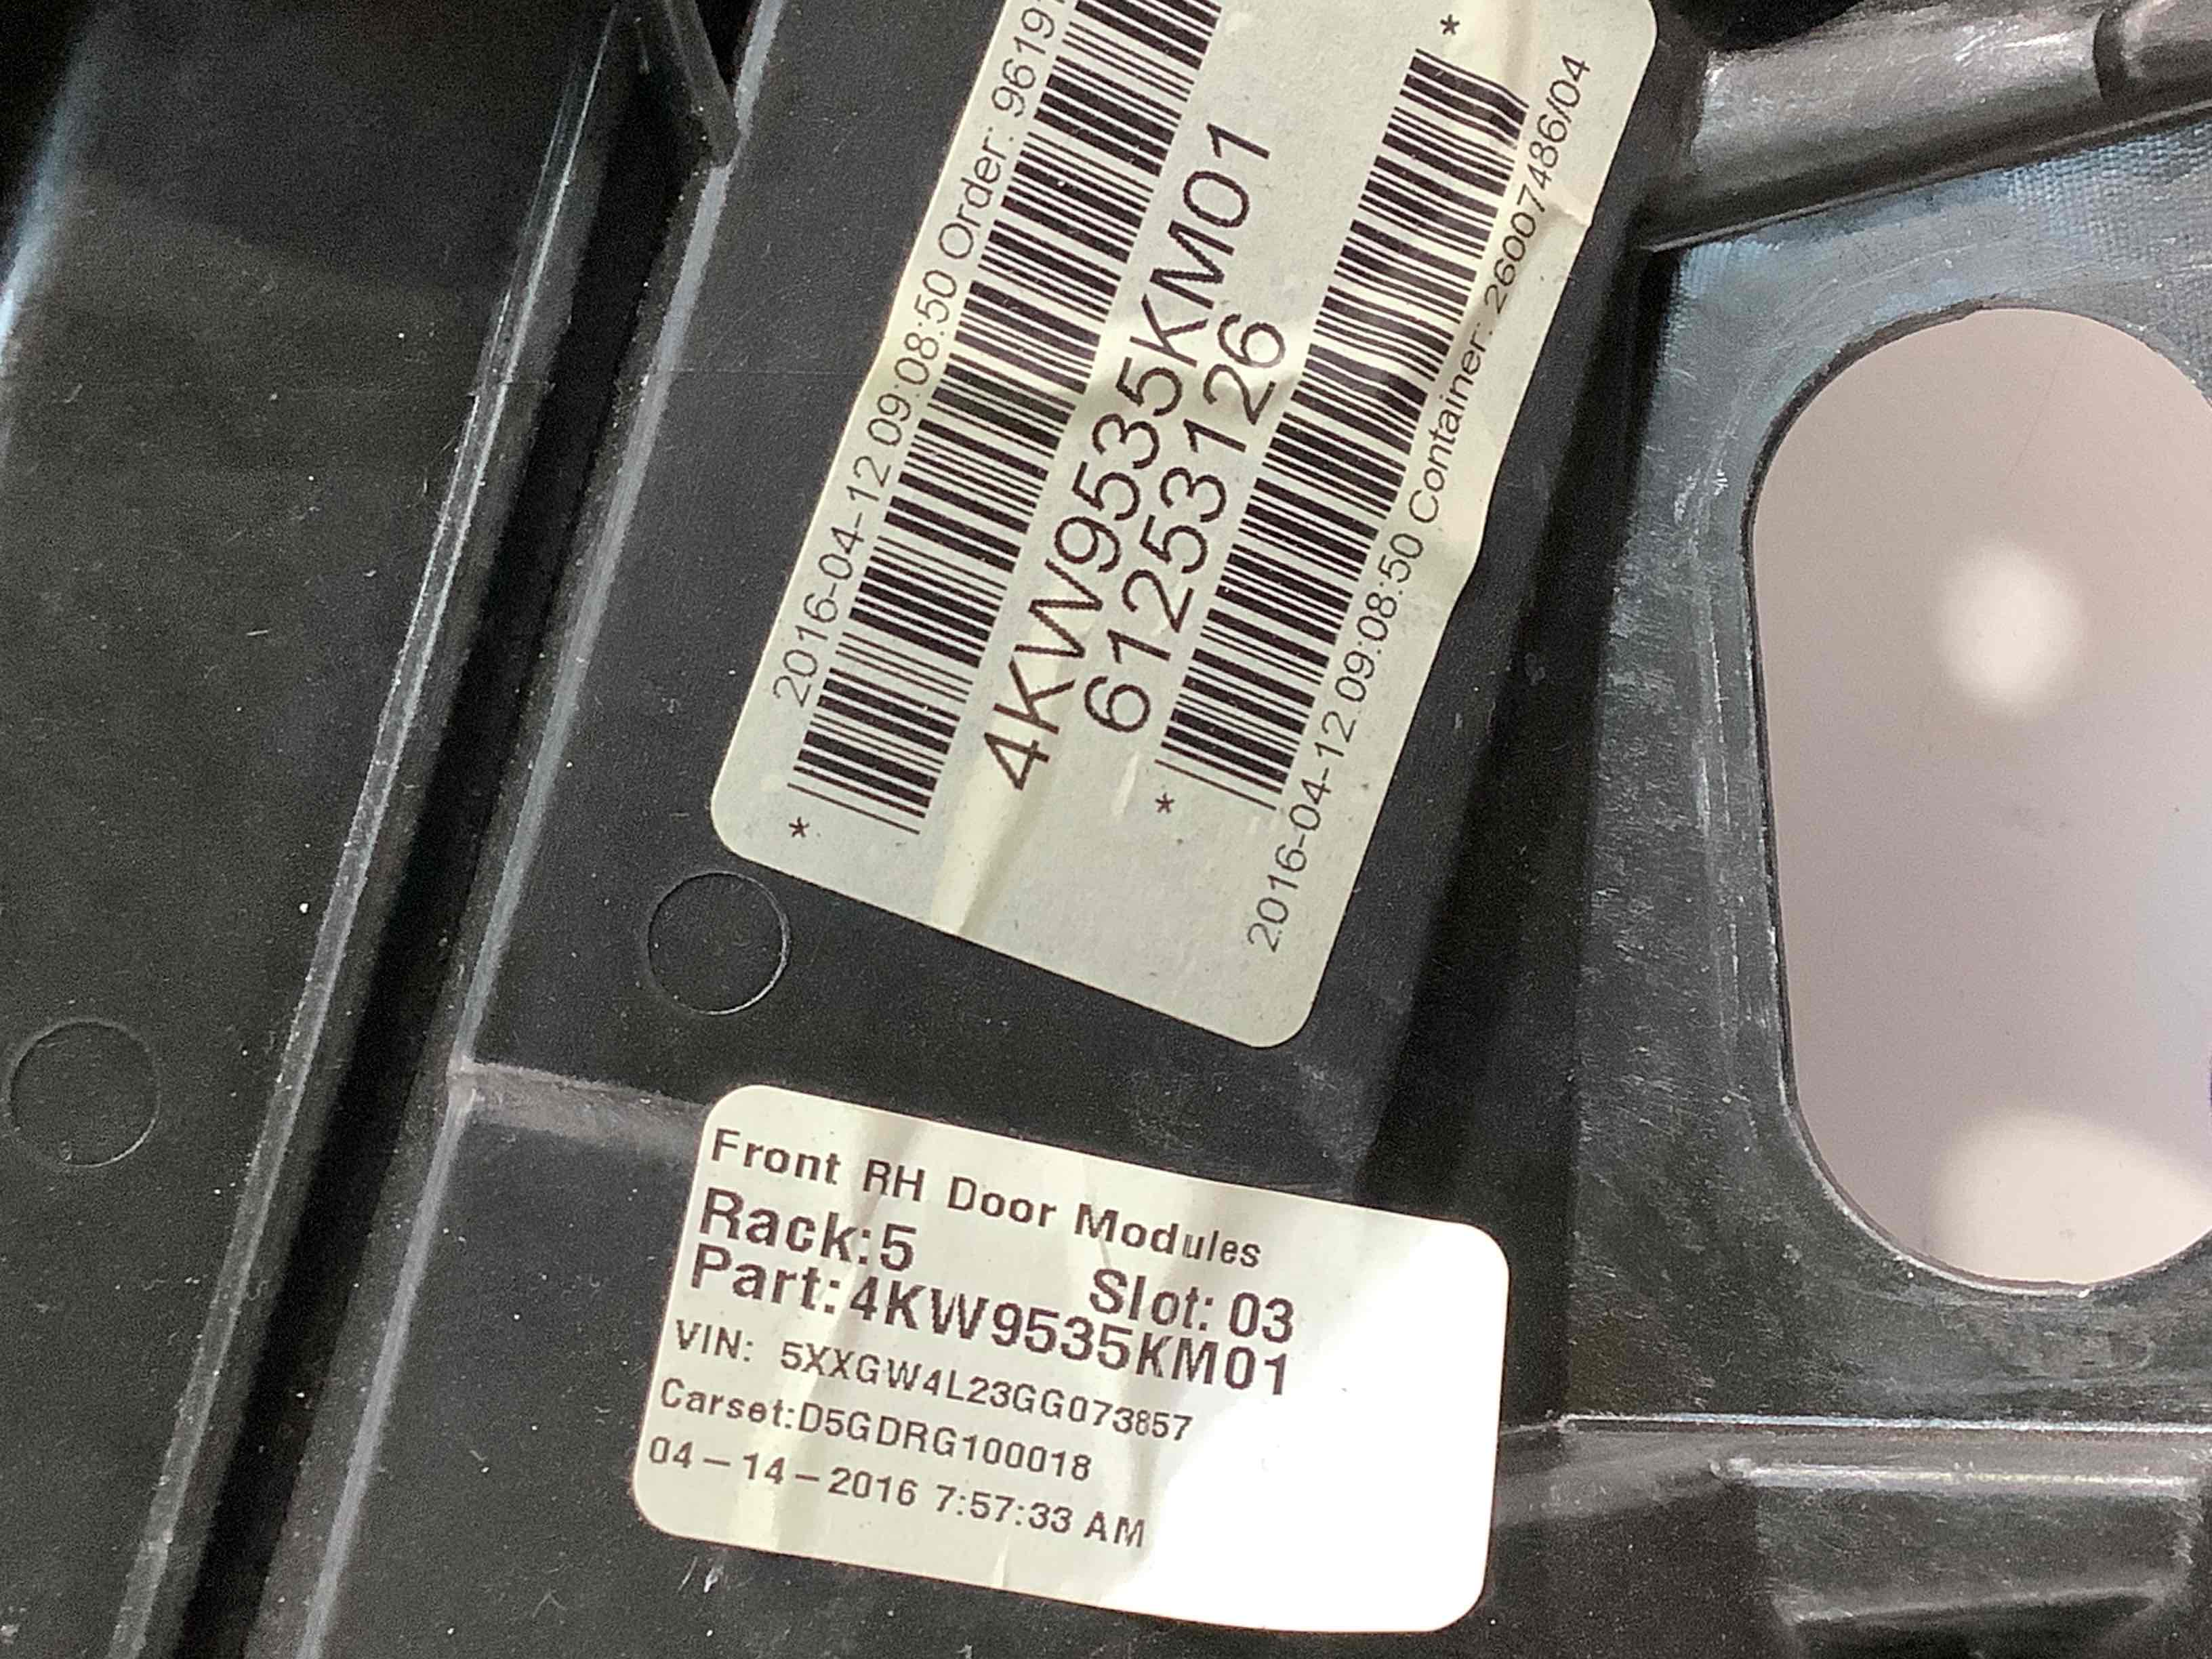 2016-04-12 09:08:50 Order: 96197
4KW9535KM01
61253126
* *
2016-04-12 09:08:50 Container: 26007486/04
*
Front RH Door Modules
Rack:5 Slot: 03
Part:4KW9535KM01
VIN: 5XXGW4L23GG073857
Carset:D5GDRG100018
04-14-2016 7:57:33 AM